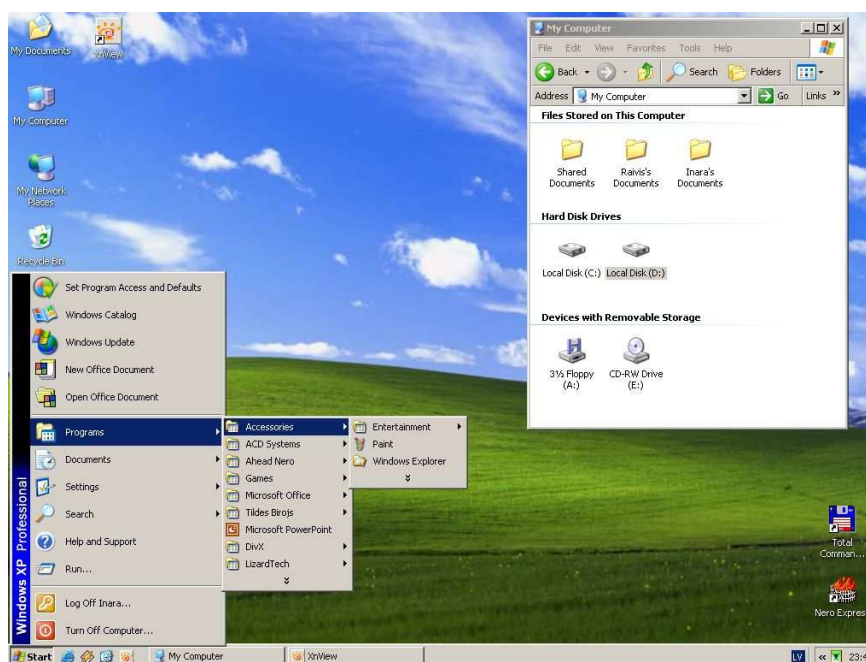 My Documents
XnView
My Computer
My Network
Places
Recycle Bin
My Computer
File Edit View Favorites Tools Help
Back Search Folders
Address My Computer Go Links »
Files Stored on This Computer
Shared
Documents
Raivis's
Documents
Inara's
Documents
Hard Disk Drives
Local Disk (C:)
Local Disk (D:)
Devices with Removable Storage
3½ Floppy
(A:)
CD-RW Drive
(E:)
Windows XP Professional
Set Program Access and Defaults
Windows Catalog
Windows Update
New Office Document
Open Office Document
Programs
Documents
Settings
Search
Help and Support
Run...
Log Off Inara...
Turn Off Computer...
Accessories
ACD Systems
Ahead Nero
Games
Microsoft Office
Tildes Birojs
Microsoft PowerPoint
DivX
LizardTech
Entertainment
Paint
Windows Explorer
Total
Comman...
Nero Expres
Start
My Computer
XnView
LV
«